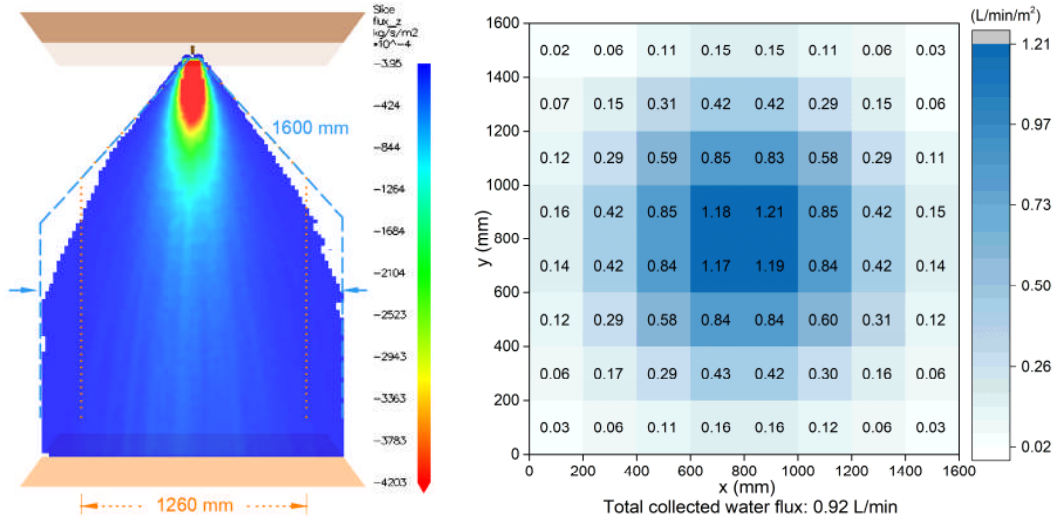 Slice
flux_z
kg/s/m2
*10^-4
-395
-424
-844
-1264
-1684
-2104
-2523
-2943
-3363
-3783
-4203
1600 mm
1260 mm
(L/min/m²)
1600
1400
1200
1000
800
600
400
200
0
y (mm)
0.02 0.06 0.11 0.15 0.15 0.11 0.06 0.03
0.07 0.15 0.31 0.42 0.42 0.29 0.15 0.06
0.12 0.29 0.59 0.85 0.83 0.58 0.29 0.11
0.16 0.42 0.85 1.18 1.21 0.85 0.42 0.15
0.14 0.42 0.84 1.17 1.19 0.84 0.42 0.14
0.12 0.29 0.58 0.84 0.84 0.60 0.31 0.12
0.06 0.17 0.29 0.43 0.42 0.30 0.16 0.06
0.03 0.06 0.11 0.16 0.16 0.12 0.06 0.03
0 200 400 600 800 1000 1200 1400 1600
x (mm)
Total collected water flux: 0.92 L/min
1.21
0.97
0.73
0.50
0.26
0.02